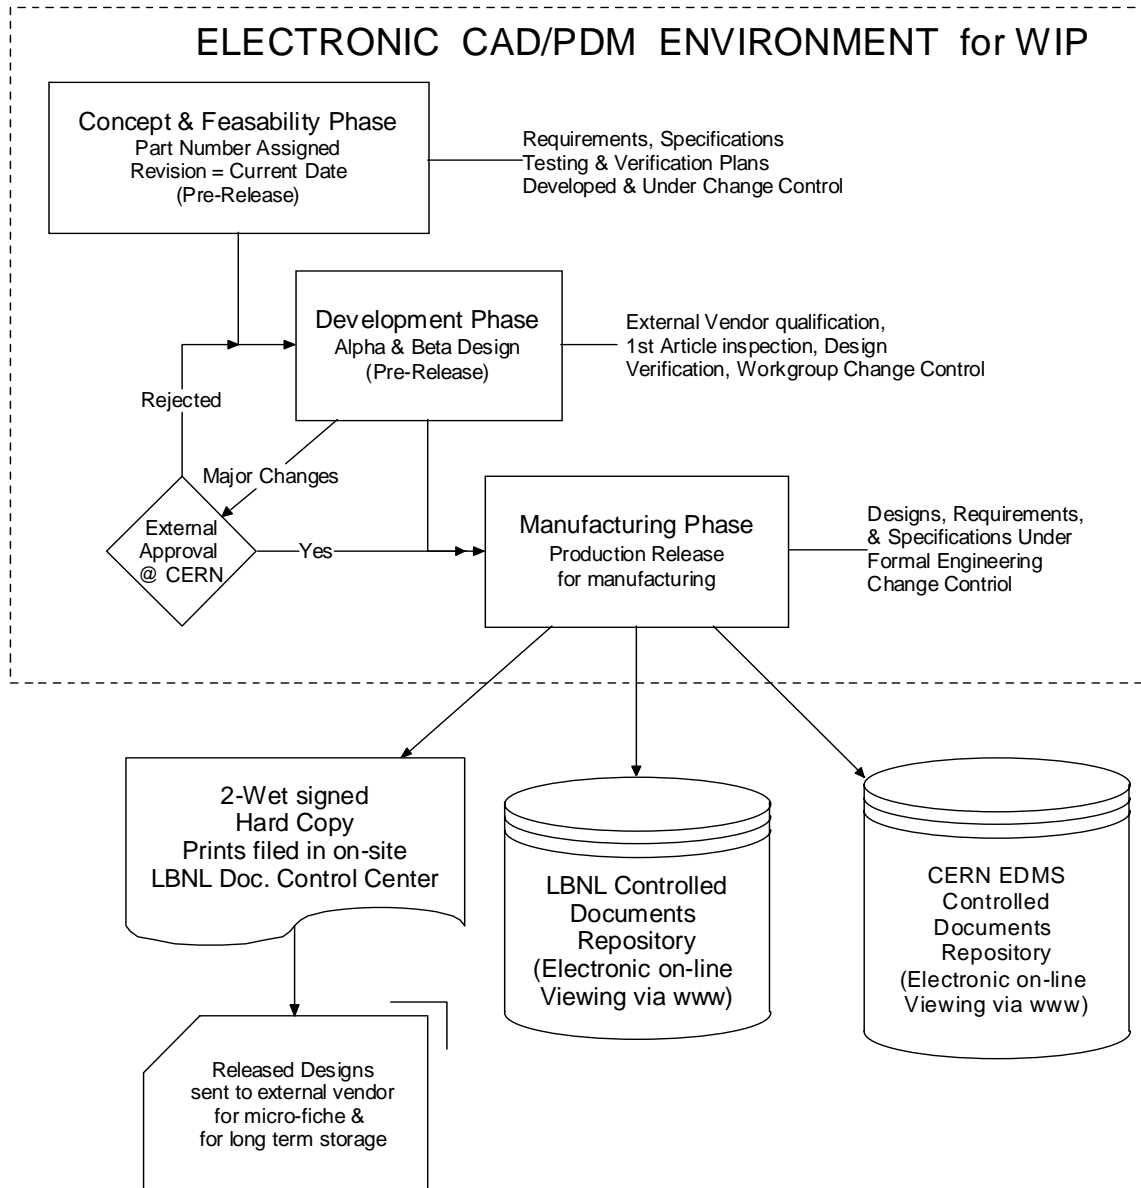 ELECTRONIC CAD/PDM ENVIRONMENT for WIP
Concept & Feasability Phase
Part Number Assigned
Revision = Current Date
(Pre-Release)
Requirements, Specifications
Testing & Verification Plans
Developed & Under Change Control
Development Phase
Alpha & Beta Design
(Pre-Release)
External Vendor qualification,
1st Article inspection, Design
Verification, Workgroup Change Control
Rejected
Major Changes
External
Approval
@ CERN
Yes
Manufacturing Phase
Production Release
for manufacturing
Designs, Requirements,
& Specifications Under
Formal Engineering
Change Contriol
2-Wet signed
Hard Copy
Prints filed in on-site
LBNL Doc. Control Center
LBNL Controlled
Documents
Repository
(Electronic on-line
Viewing via www)
CERN EDMS
Controlled
Documents
Repository
(Electronic on-line
Viewing via www)
Released Designs
sent to external vendor
for micro-fiche &
for long term storage